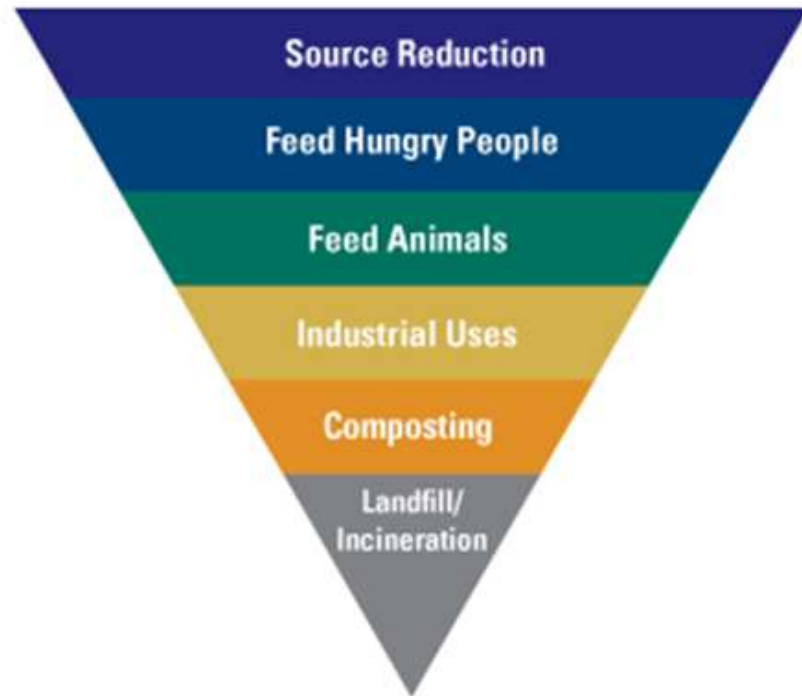 Source Reduction
Feed Hungry People
Feed Animals
Industrial Uses
Composting
Landfill/
Incineration